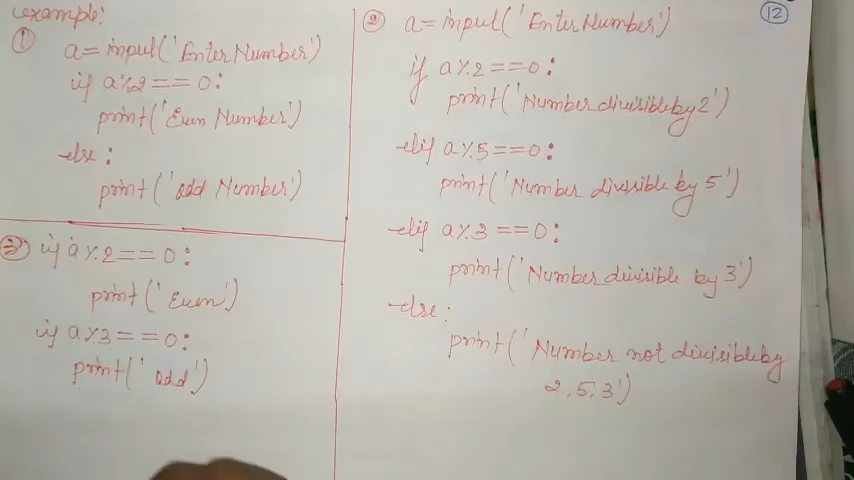 example:
①
a=input('Enter Number')
if a%2==0:
print('Even Number')
else:
print('odd Number')
③ if a%2==0:
print('Even')
if a%3==0:
print('odd')
② a=input('Enter Number')
if a%2==0:
print('Number divisible by 2')
elif a%5==0:
print('Number divisible by 5')
elif a%3==0:
print('Number divisible by 3')
else:
print('Number not divisible by
2,5,3')
12